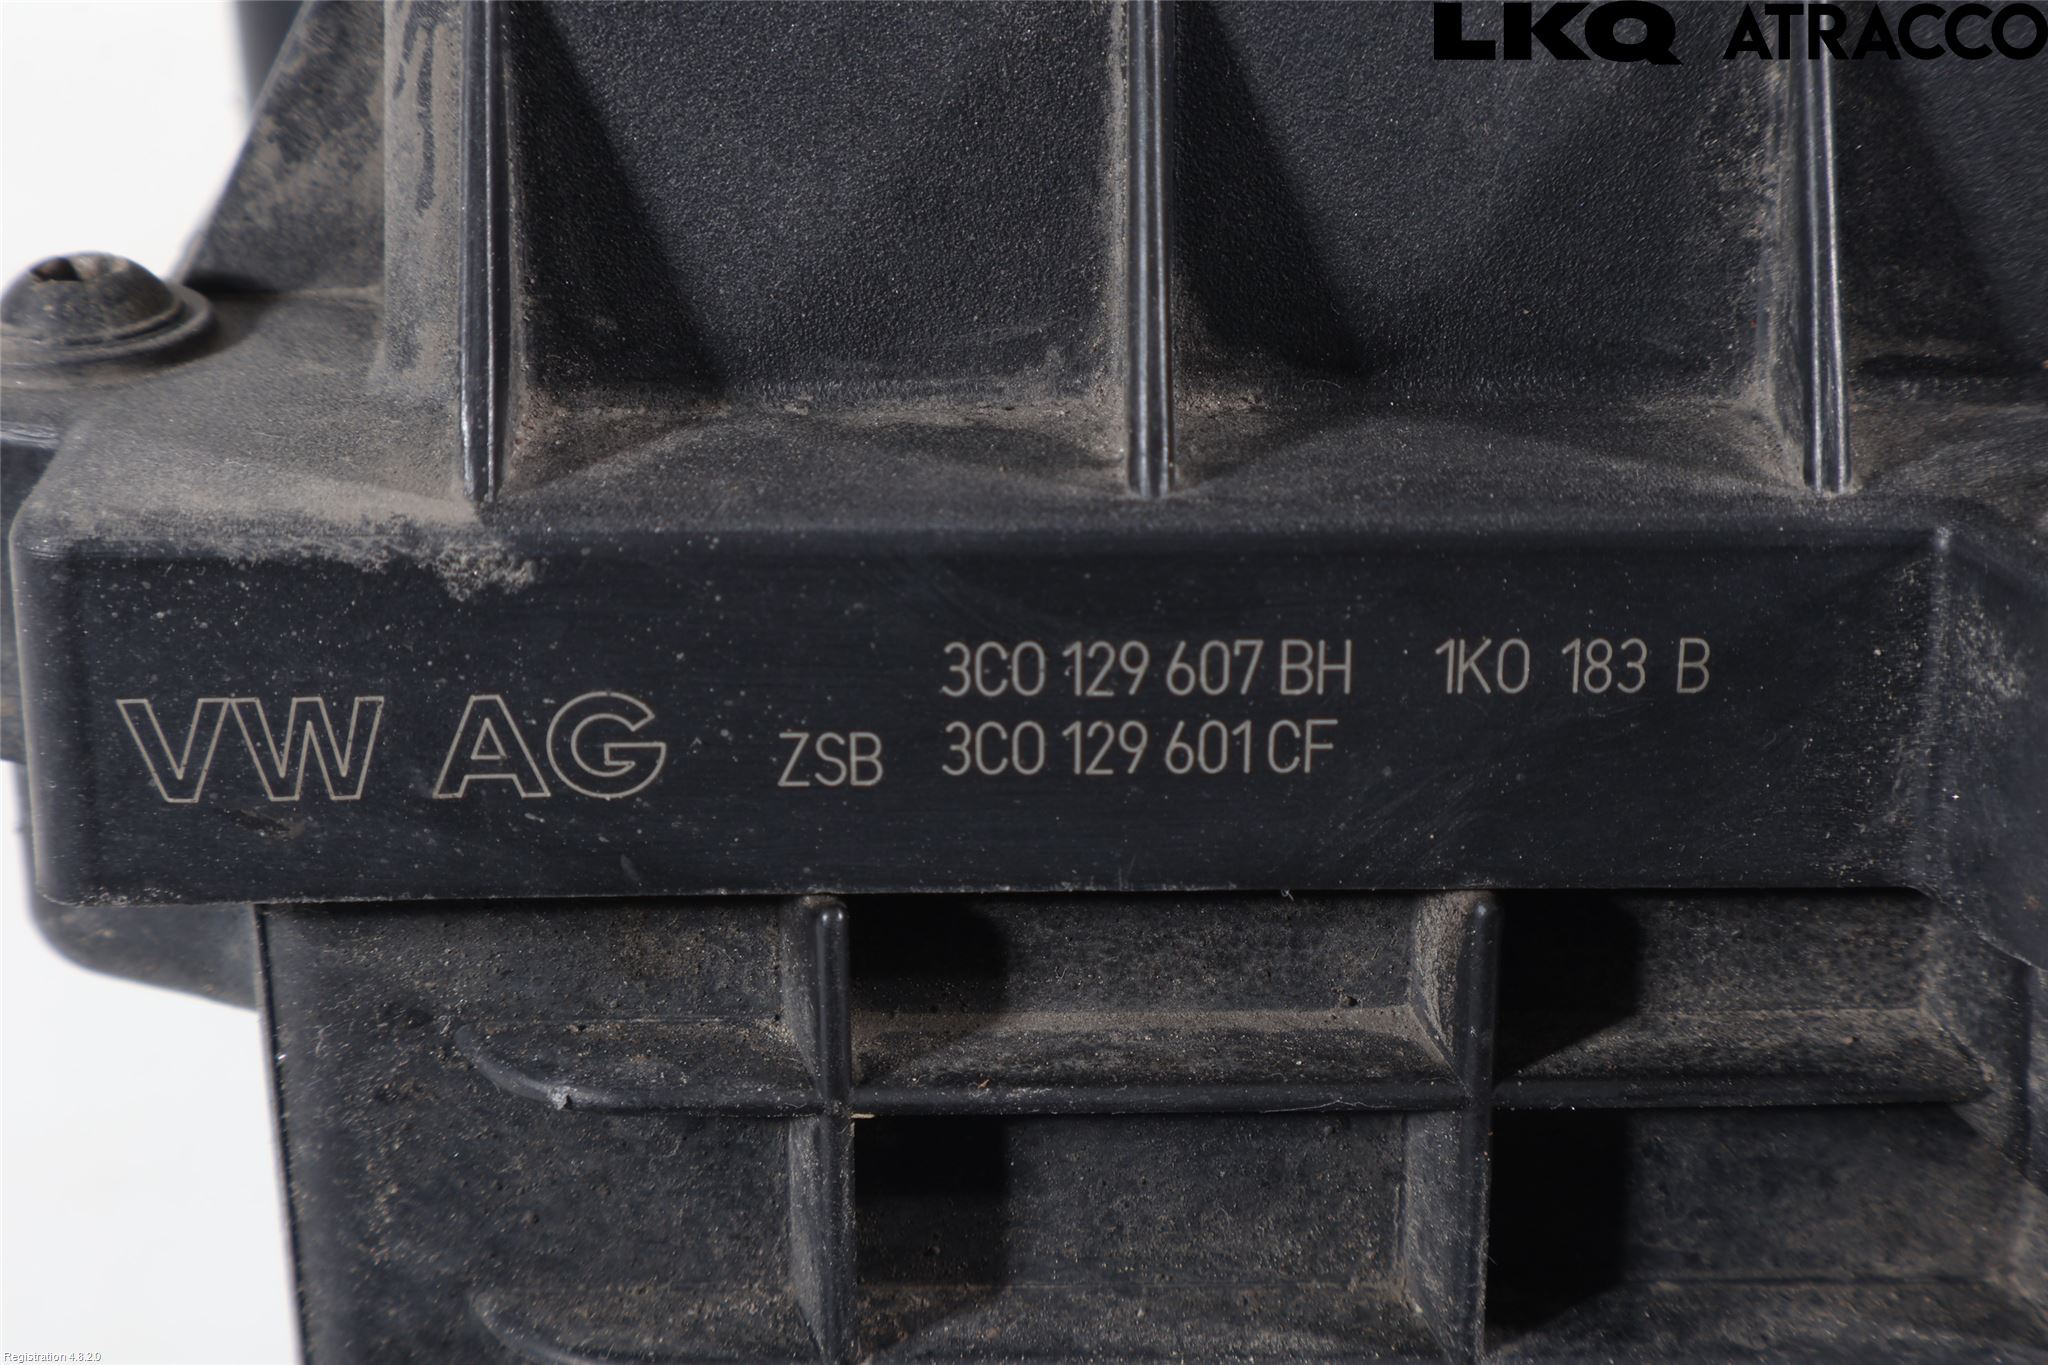 LKQ ATRACCO
3C0 129 607 BH 1K0 183 B
VW AG ZSB 3C0 129 601 CF
Registration 4.8.2.0